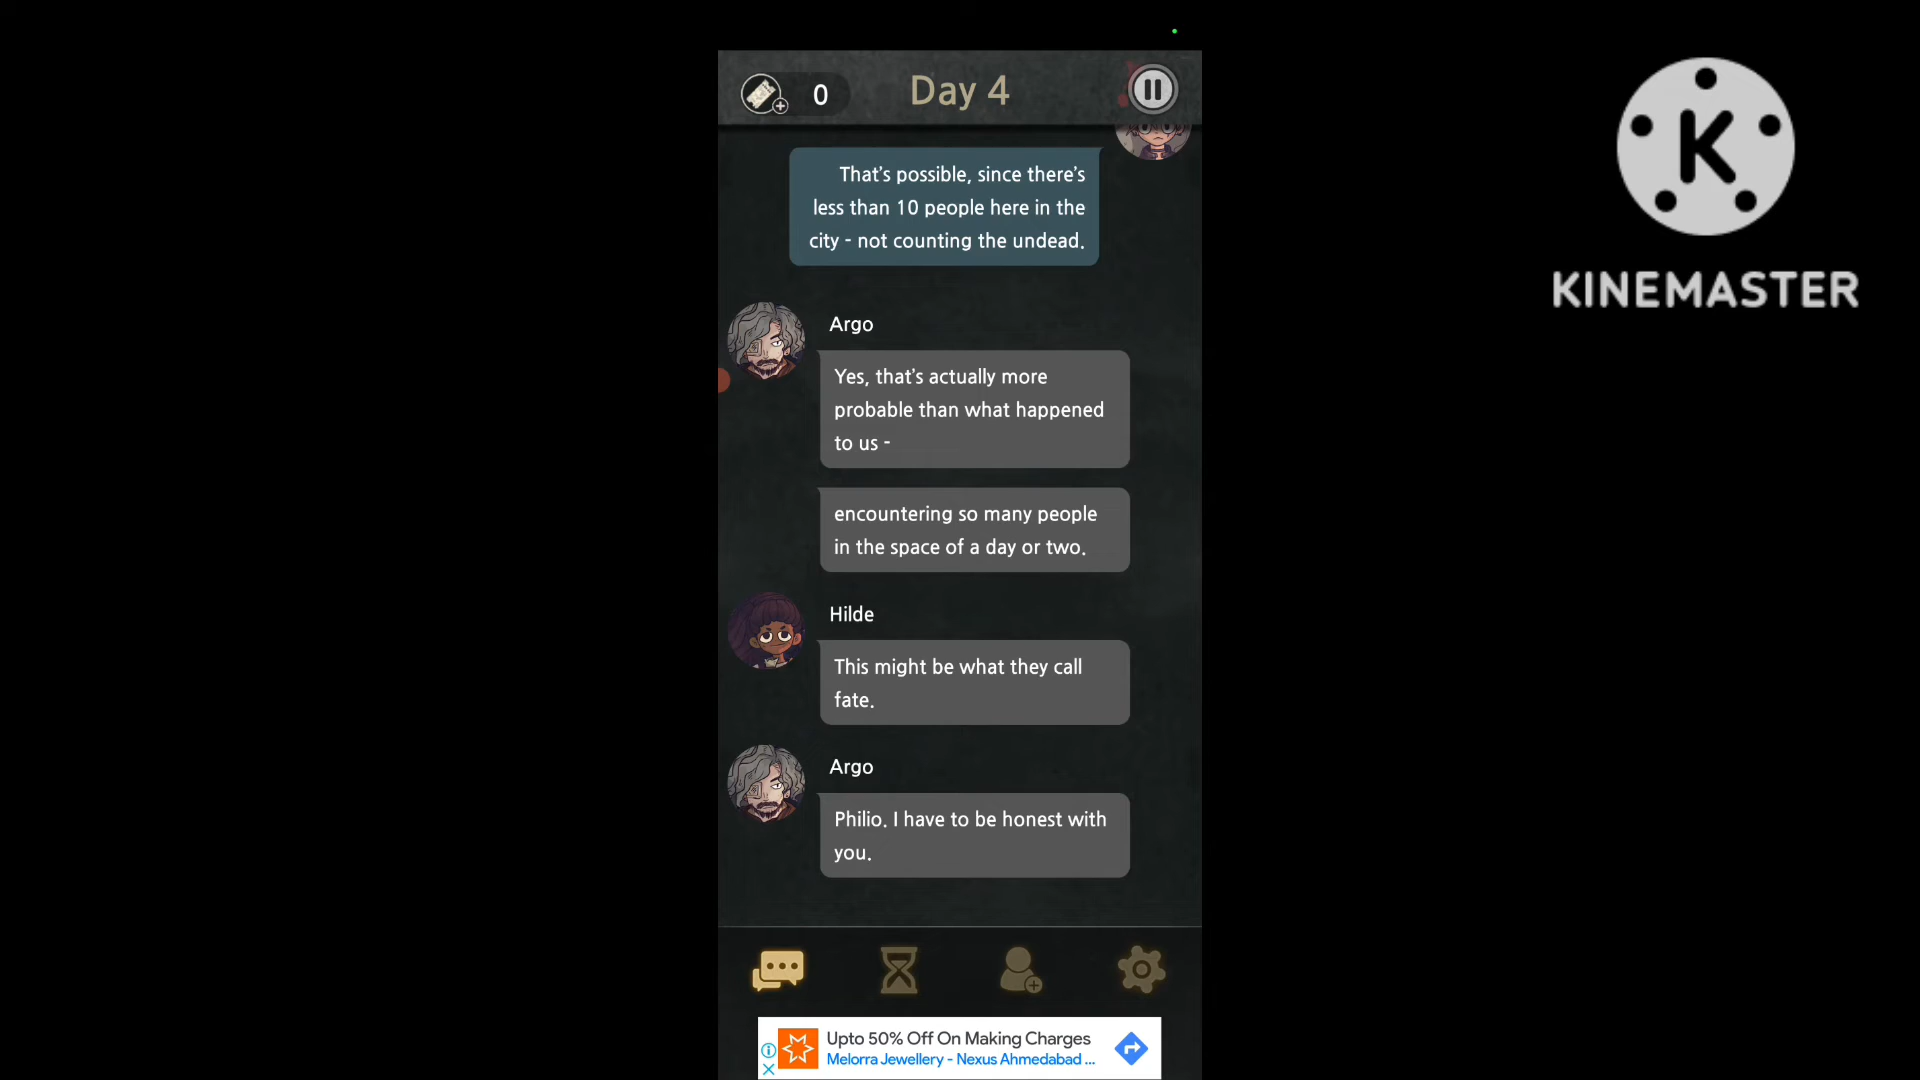 0
Day 4
K
KINEMASTER
That's possible, since there's
less than 10 people here in the
city - not counting the undead.
Argo
Yes, that's actually more
probable than what happened
to us -
encountering so many people
in the space of a day or two.
Hilde
This might be what they call
fate.
Argo
Philio. I have to be honest with
you.
Upto 50% Off On Making Charges
Melorra Jewellery - Nexus Ahmedabad ...